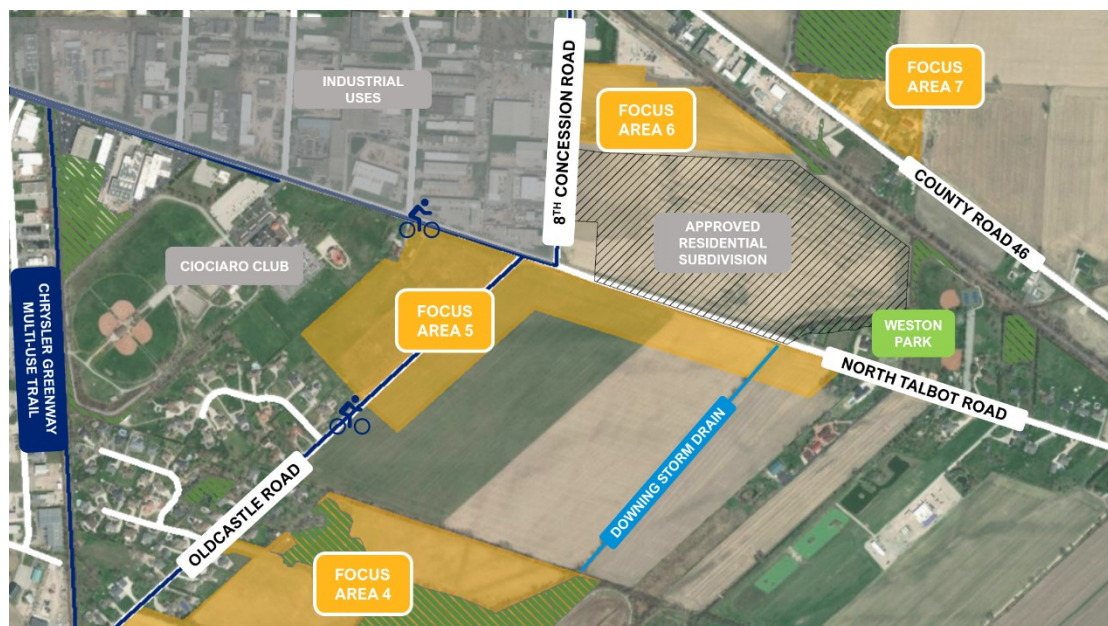 INDUSTRIAL
USES
8TH CONCESSION ROAD
FOCUS
AREA 7
FOCUS
AREA 6
COUNTY ROAD 46
APPROVED
RESIDENTIAL
SUBDIVISION
CIOCIARO CLUB
CHRYSLER GREENWAY
MULTI-USE TRAIL
FOCUS
AREA 5
WESTON
PARK
NORTH TALBOT ROAD
DOWNING STORM DRAIN
OLDCASTLE ROAD
FOCUS
AREA 4